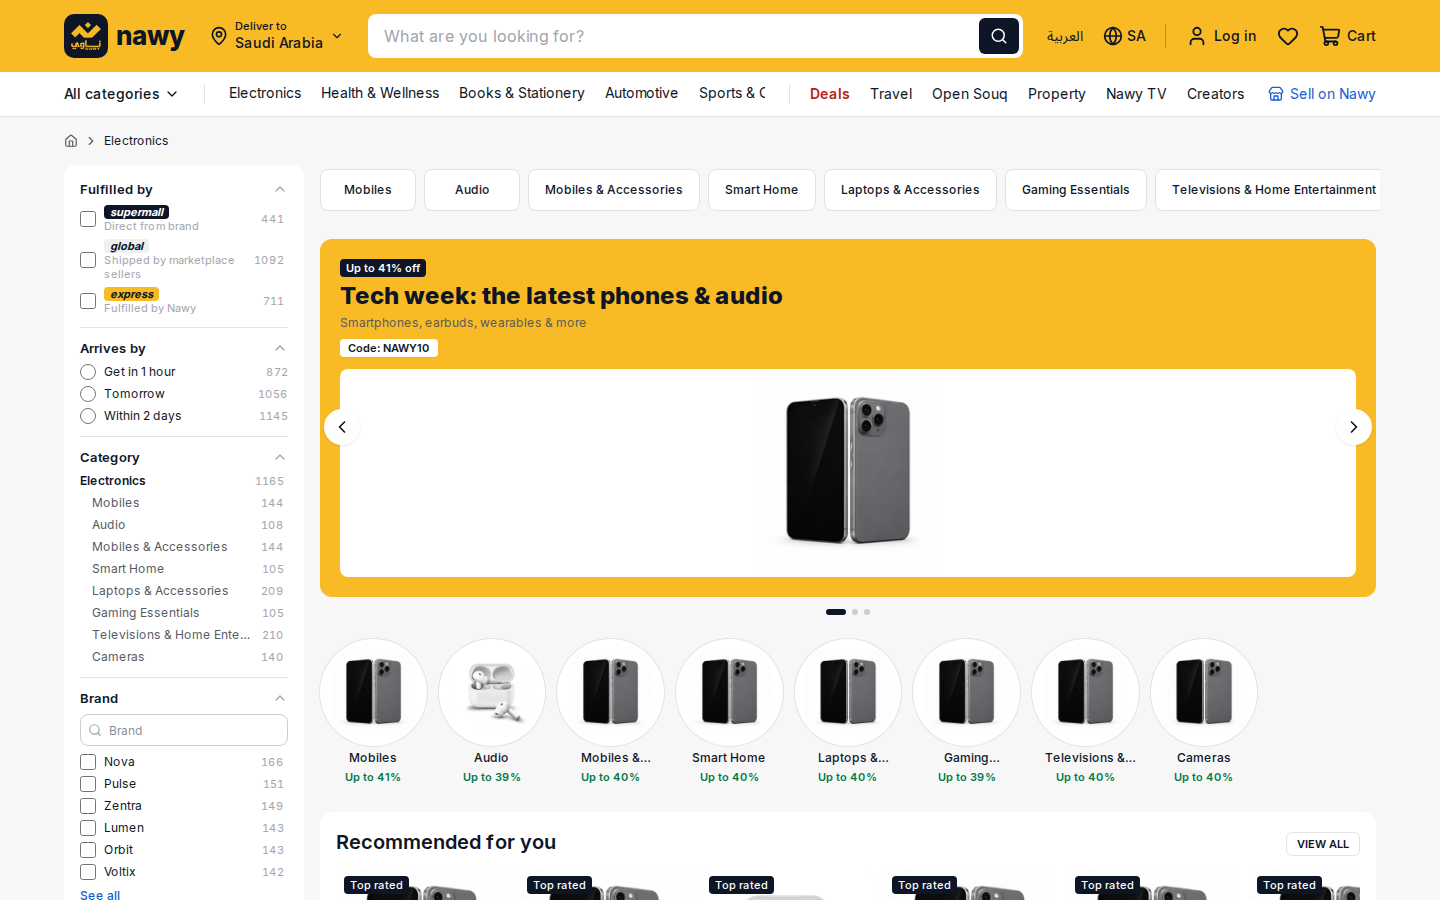 ناوي
NAWY
nawy
Deliver to
Saudi Arabia
What are you looking for?
العربية
SA
Log in
Cart
All categories
Electronics
Health & Wellness
Books & Stationery
Automotive
Sports &
Deals
Travel
Open Souq
Property
Nawy TV
Creators
Sell on Nawy
Electronics
Fulfilled by
supermall
Direct from brand
441
global
Shipped by marketplace
sellers
1092
express
Fulfilled by Nawy
711
Arrives by
Get in 1 hour 872
Tomorrow 1056
Within 2 days 1145
Category
Electronics 1165
Mobiles 144
Audio 108
Mobiles & Accessories 144
Smart Home 105
Laptops & Accessories 209
Gaming Essentials 105
Televisions & Home Ente... 210
Cameras 140
Brand
Brand
Nova 166
Pulse 151
Zentra 149
Lumen 143
Orbit 143
Voltix 142
See all
Mobiles
Audio
Mobiles & Accessories
Smart Home
Laptops & Accessories
Gaming Essentials
Televisions & Home Entertainment
Up to 41% off
Tech week: the latest phones & audio
Smartphones, earbuds, wearables & more
Code: NAWY10
Mobiles
Up to 41%
Audio
Up to 39%
Mobiles &...
Up to 40%
Smart Home
Up to 40%
Laptops &...
Up to 40%
Gaming...
Up to 39%
Televisions &...
Up to 40%
Cameras
Up to 40%
Recommended for you
VIEW ALL
Top rated
Top rated
Top rated
Top rated
Top rated
Top rated